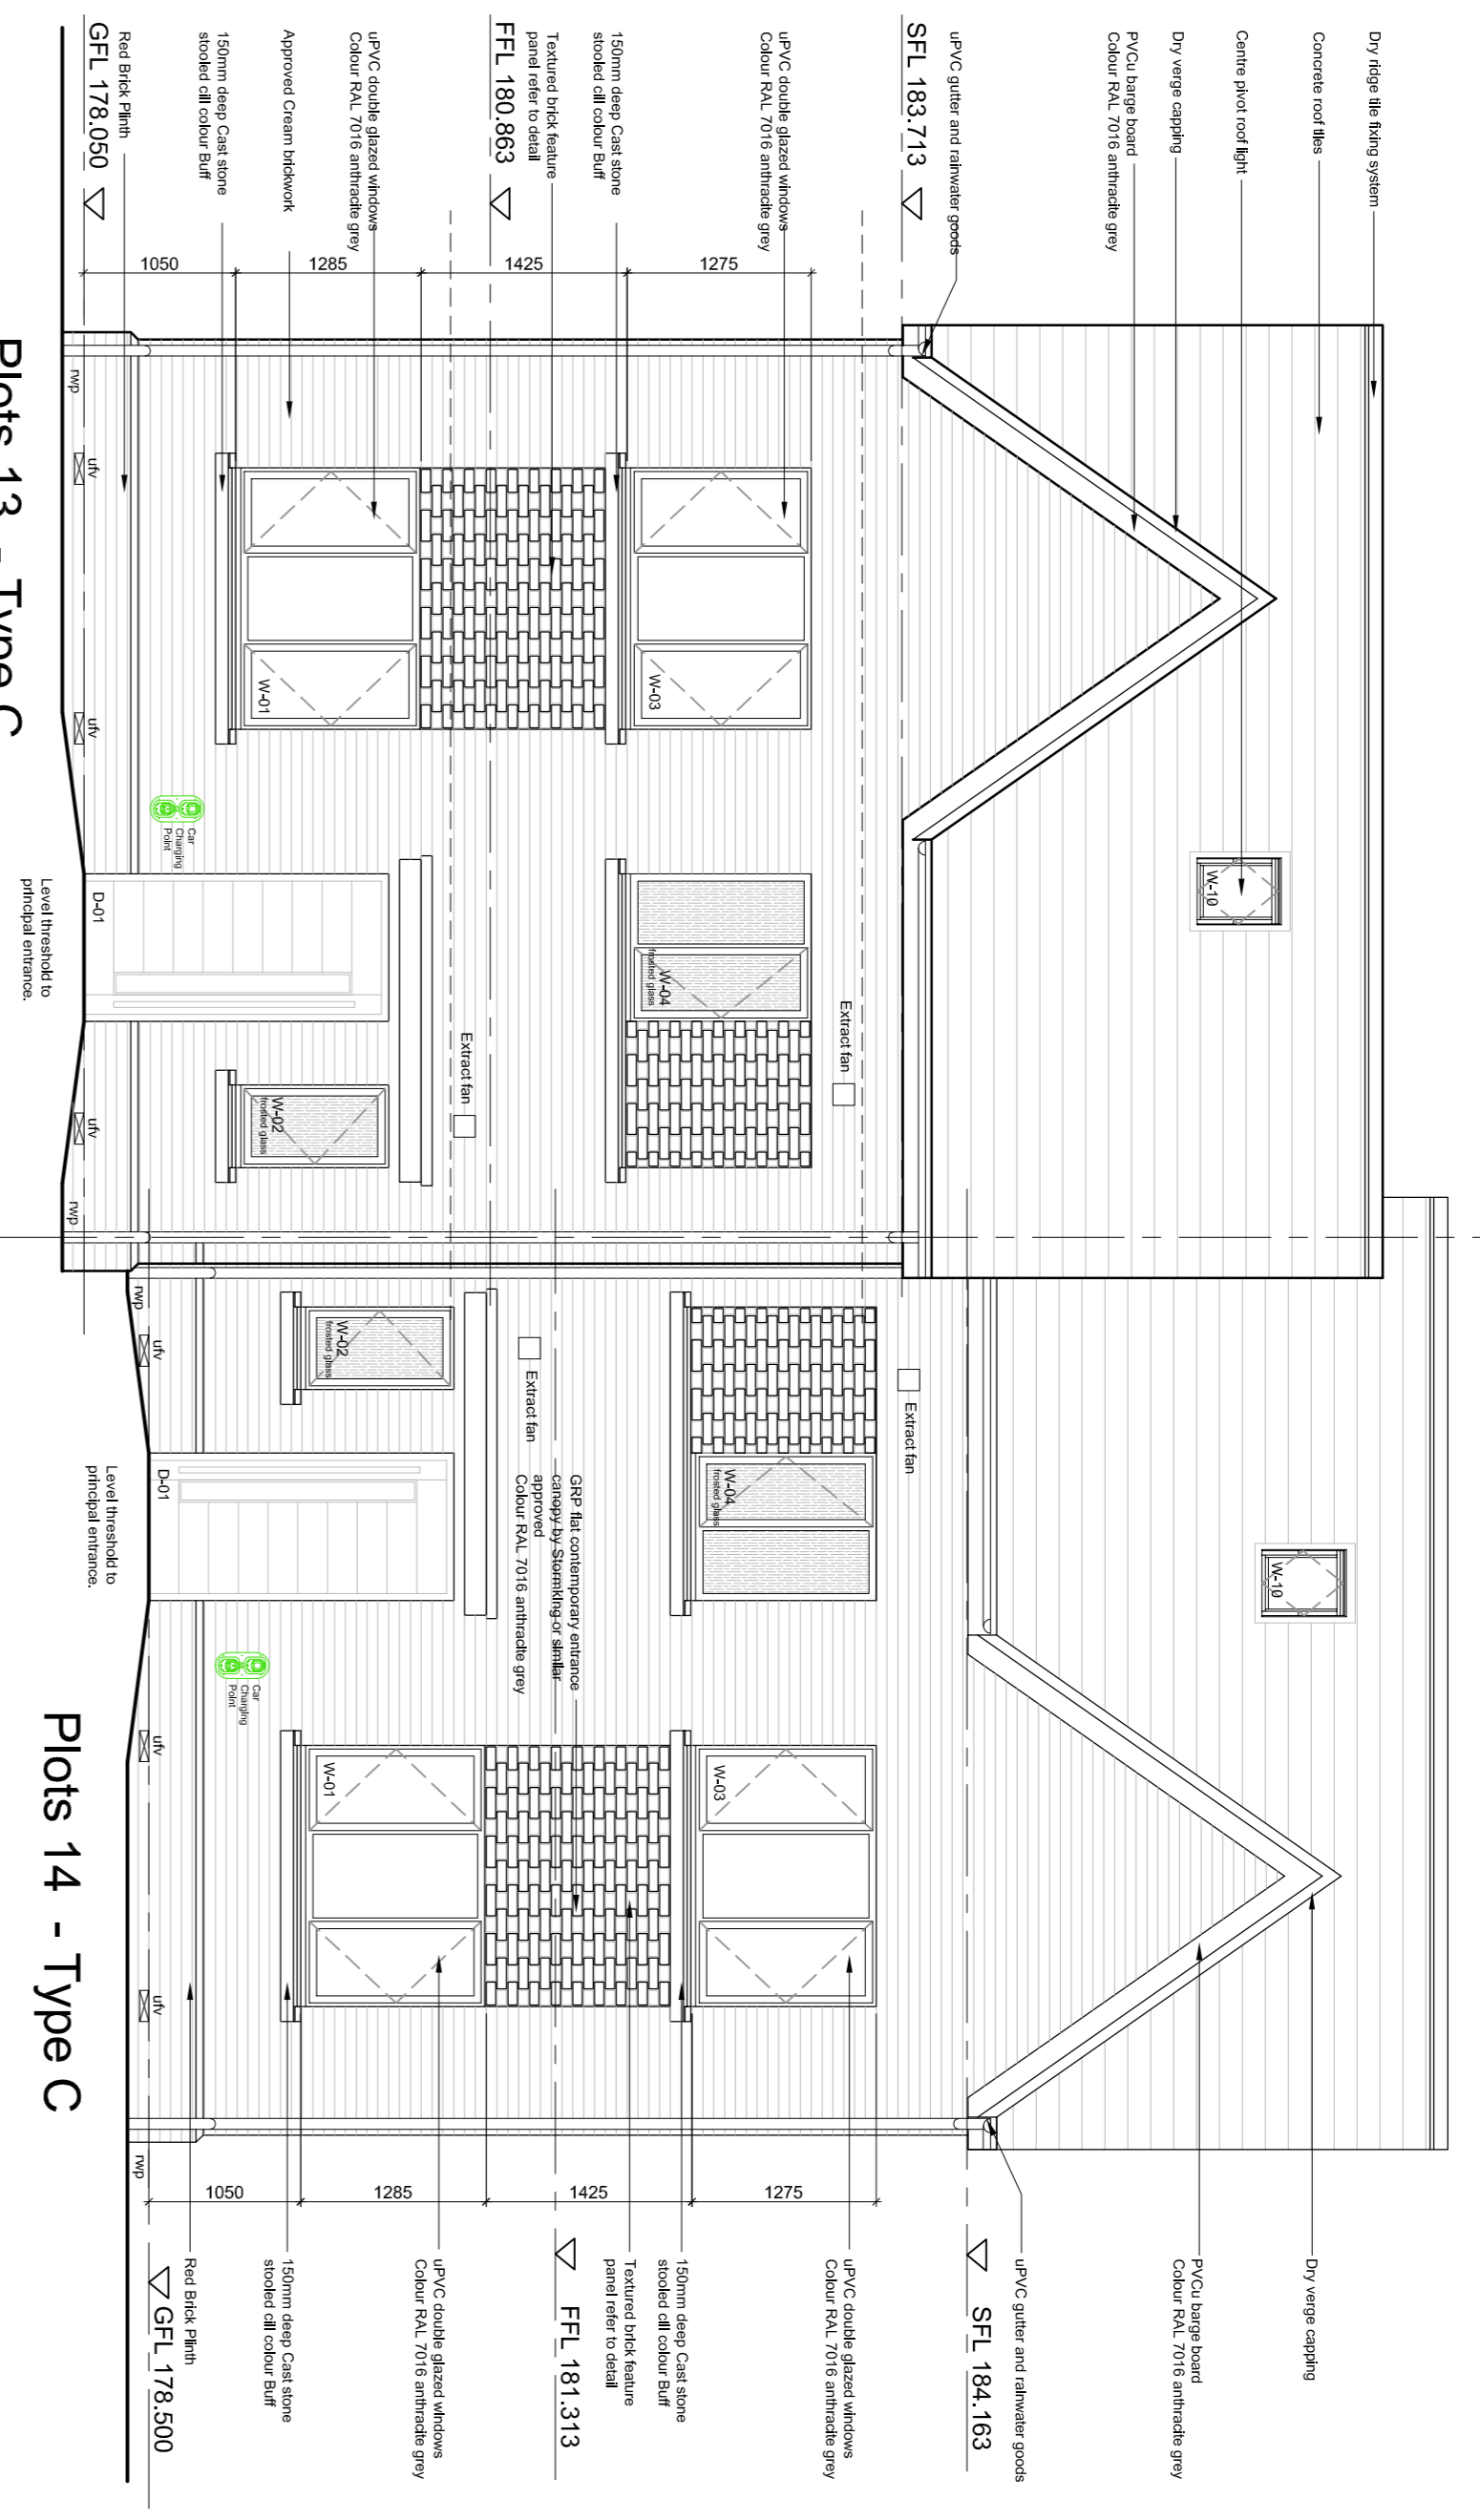 Dry ridge tile fixing system
Concrete roof tiles
Centre pivot roof light
Dry verge capping
PVCu barge board
Colour RAL 7016 anthracite grey
uPVC gutter and rainwater goods
SFL 183.713
uPVC double glazed windows
Colour RAL 7016 anthracite grey
150mm deep Cast stone
stooled cill colour Buff
Textured brick feature
panel refer to detail
FFL 180.863
uPVC double glazed windows
Colour RAL 7016 anthracite grey
Approved Cream brickwork
150mm deep Cast stone
stooled cill colour Buff
Red Brick Plinth
GFL 178.050
1275
1425
1285
1050
W-10
W-03
W-04
frosted glass
Extract fan
Extract fan
W-01
W-02
frosted glass
D-01
Car
Charging
Point
rwp
ufv
ufv
ufv
rwp
Level threshold to
principal entrance.
Plots 13 - Type C
W-10
Extract fan
W-04
frosted glass
W-03
Extract fan
GRP flat contemporary entrance
canopy by Stormking or similar
approved
Colour RAL 7016 anthracite grey
W-02
frosted glass
W-01
D-01
Car
Charging
Point
rwp
ufv
ufv
ufv
rwp
Level threshold to
principal entrance.
1275
1425
1285
1050
Dry verge capping
PVCu barge board
Colour RAL 7016 anthracite grey
uPVC gutter and rainwater goods
SFL 184.163
uPVC double glazed windows
Colour RAL 7016 anthracite grey
150mm deep Cast stone
stooled cill colour Buff
Textured brick feature
panel refer to detail
FFL 181.313
uPVC double glazed windows
Colour RAL 7016 anthracite grey
150mm deep Cast stone
stooled cill colour Buff
Red Brick Plinth
GFL 178.500
Plots 14 - Type C